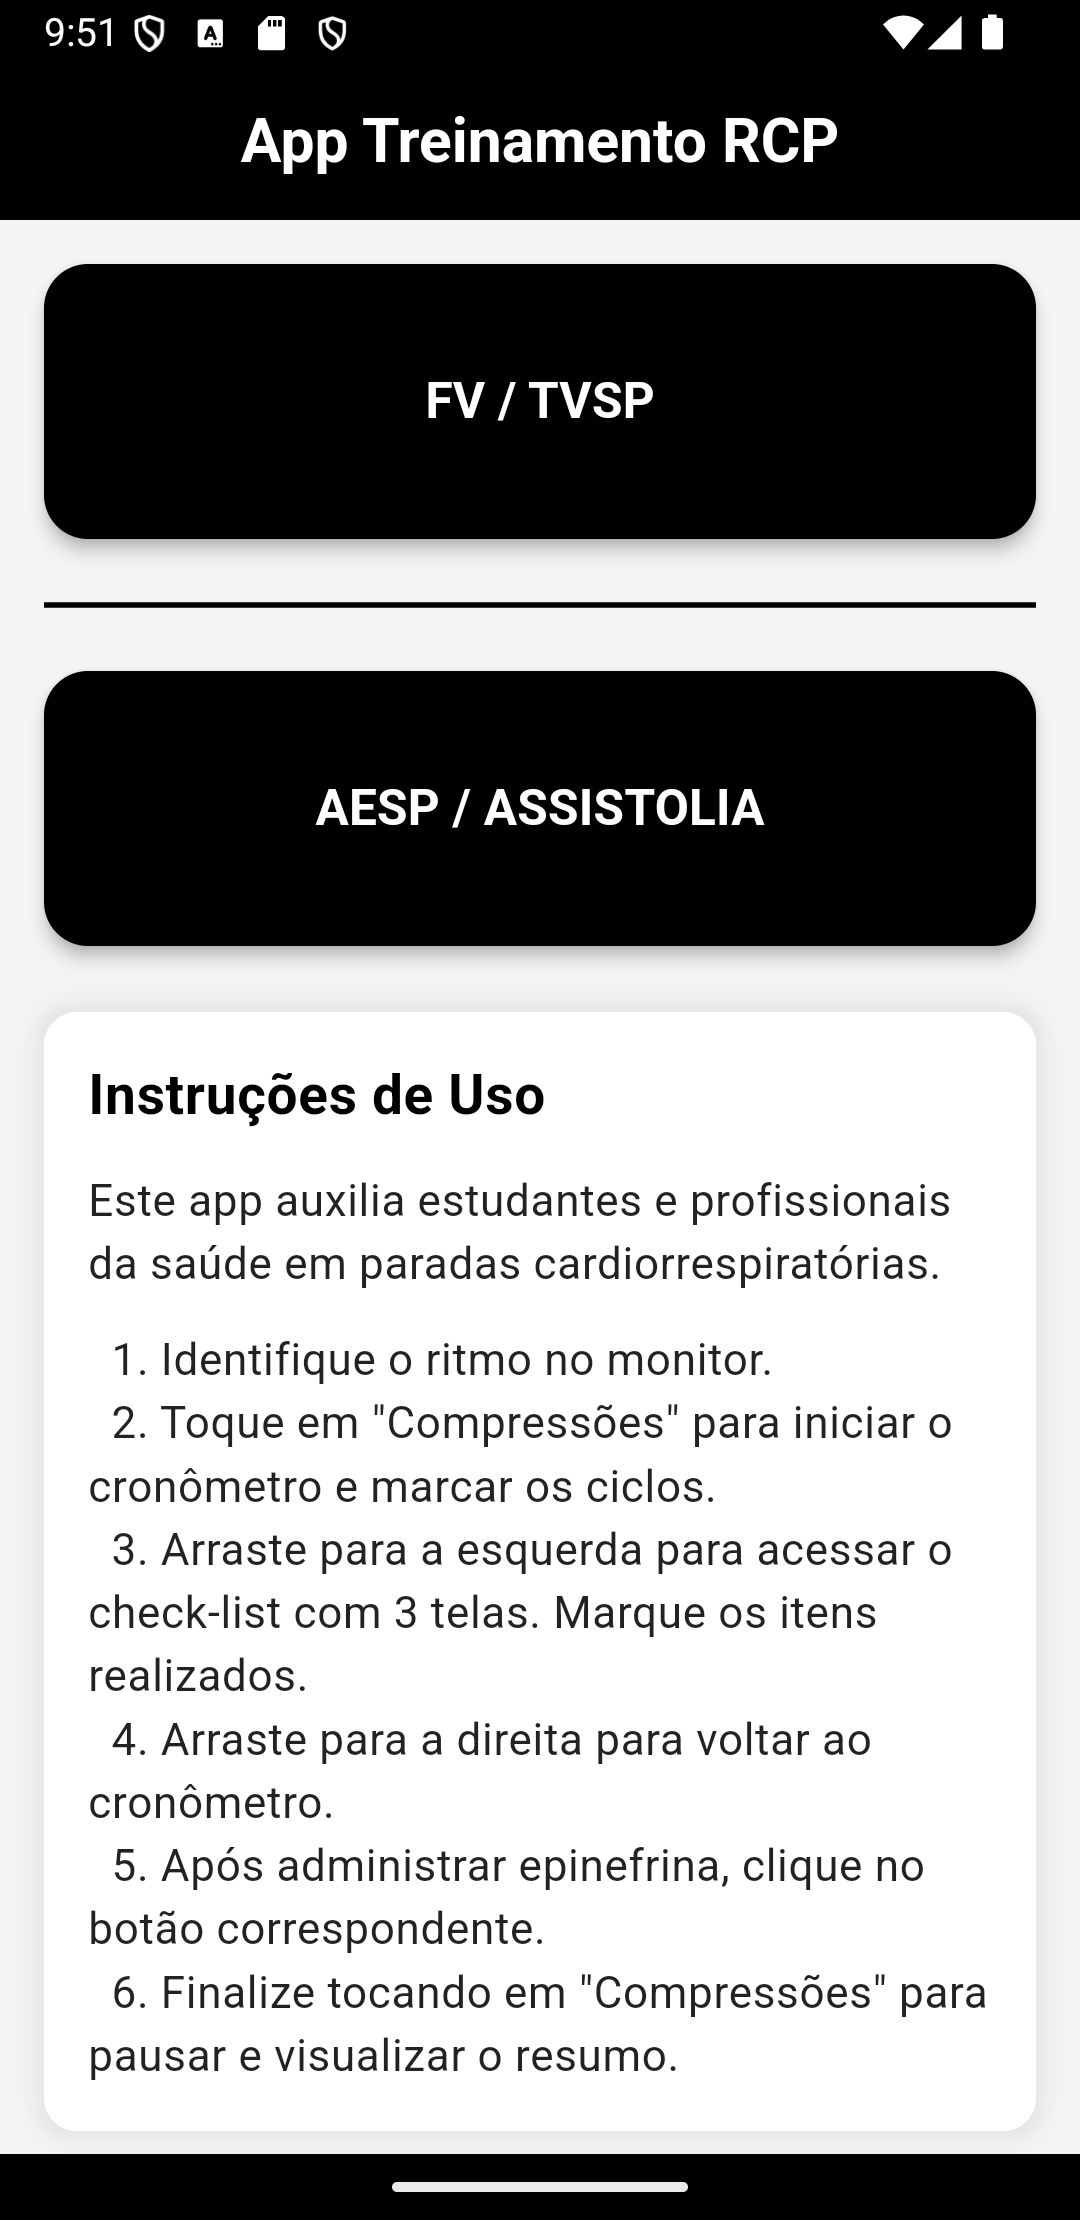 9:51
App Treinamento RCP
FV / TVSP
AESP / ASSISTOLIA
Instruções de Uso
Este app auxilia estudantes e profissionais
da saúde em paradas cardiorrespiratórias.
1. Identifique o ritmo no monitor.
2. Toque em "Compressões" para iniciar o
cronômetro e marcar os ciclos.
3. Arraste para a esquerda para acessar o
check-list com 3 telas. Marque os itens
realizados.
4. Arraste para a direita para voltar ao
cronômetro.
5. Após administrar epinefrina, clique no
botão correspondente.
6. Finalize tocando em "Compressões" para
pausar e visualizar o resumo.